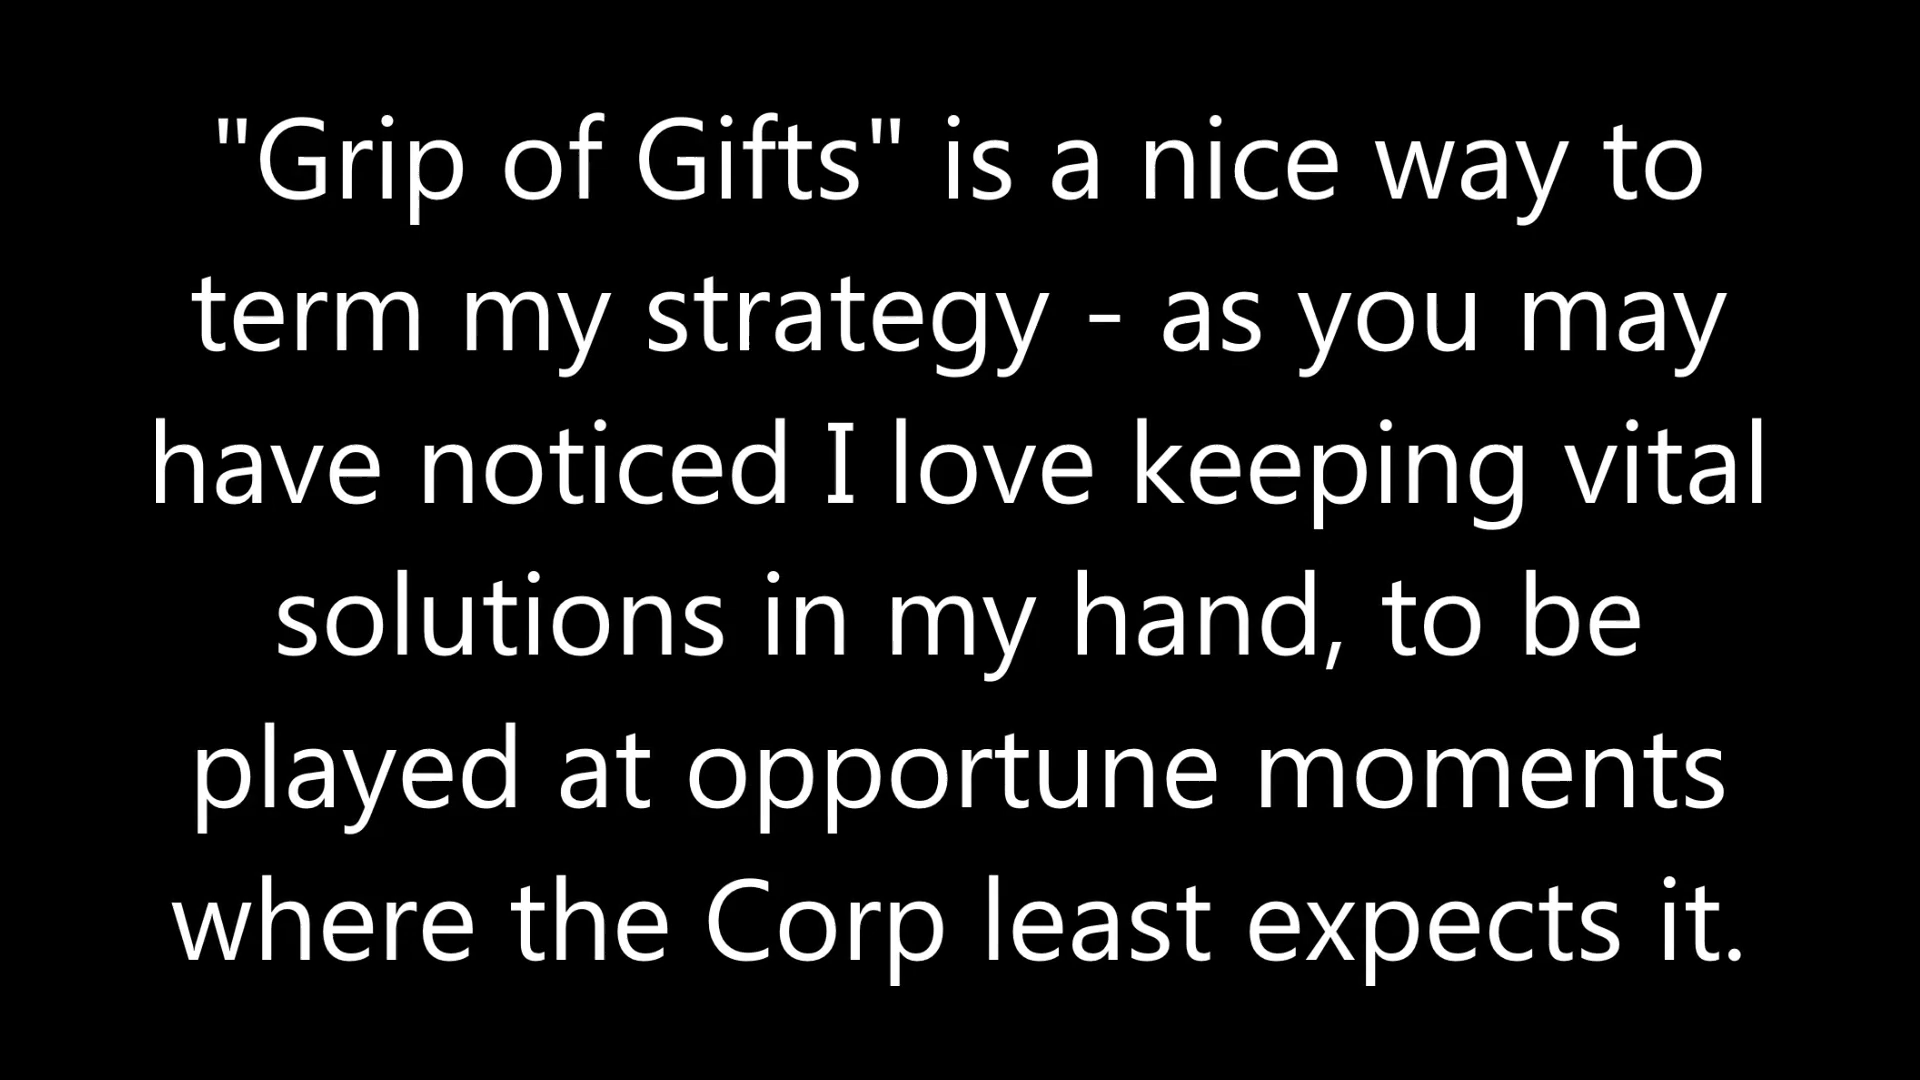 "Grip of Gifts" is a nice way to
term my strategy - as you may
have noticed I love keeping vital
solutions in my hand, to be
played at opportune moments
where the Corp least expects it.